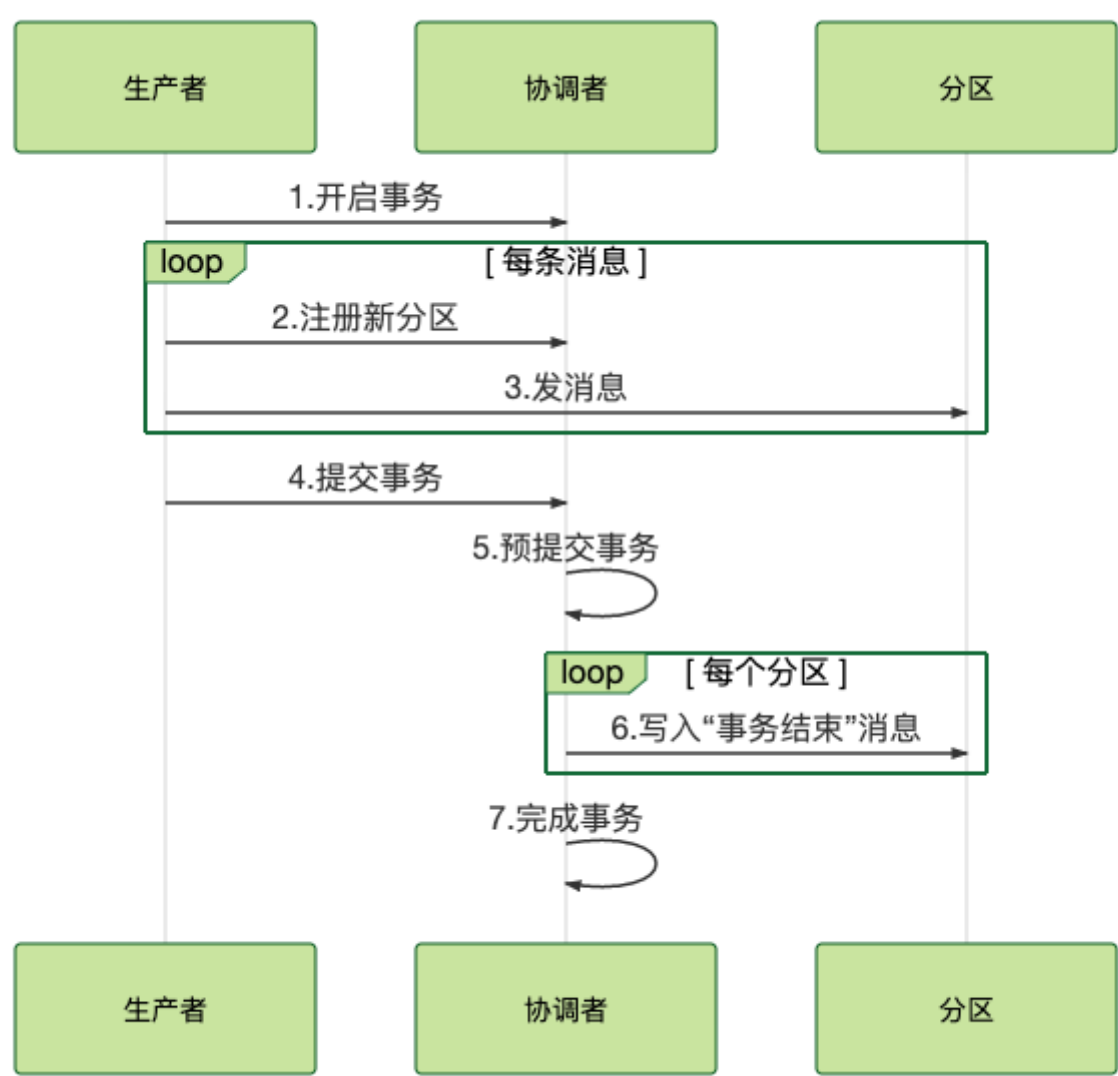 生产者
协调者
分区
1.开启事务
loop
[ 每条消息 ]
2.注册新分区
3.发消息
4.提交事务
5.预提交事务
loop
[ 每个分区 ]
6.写入“事务结束”消息
7.完成事务
生产者
协调者
分区